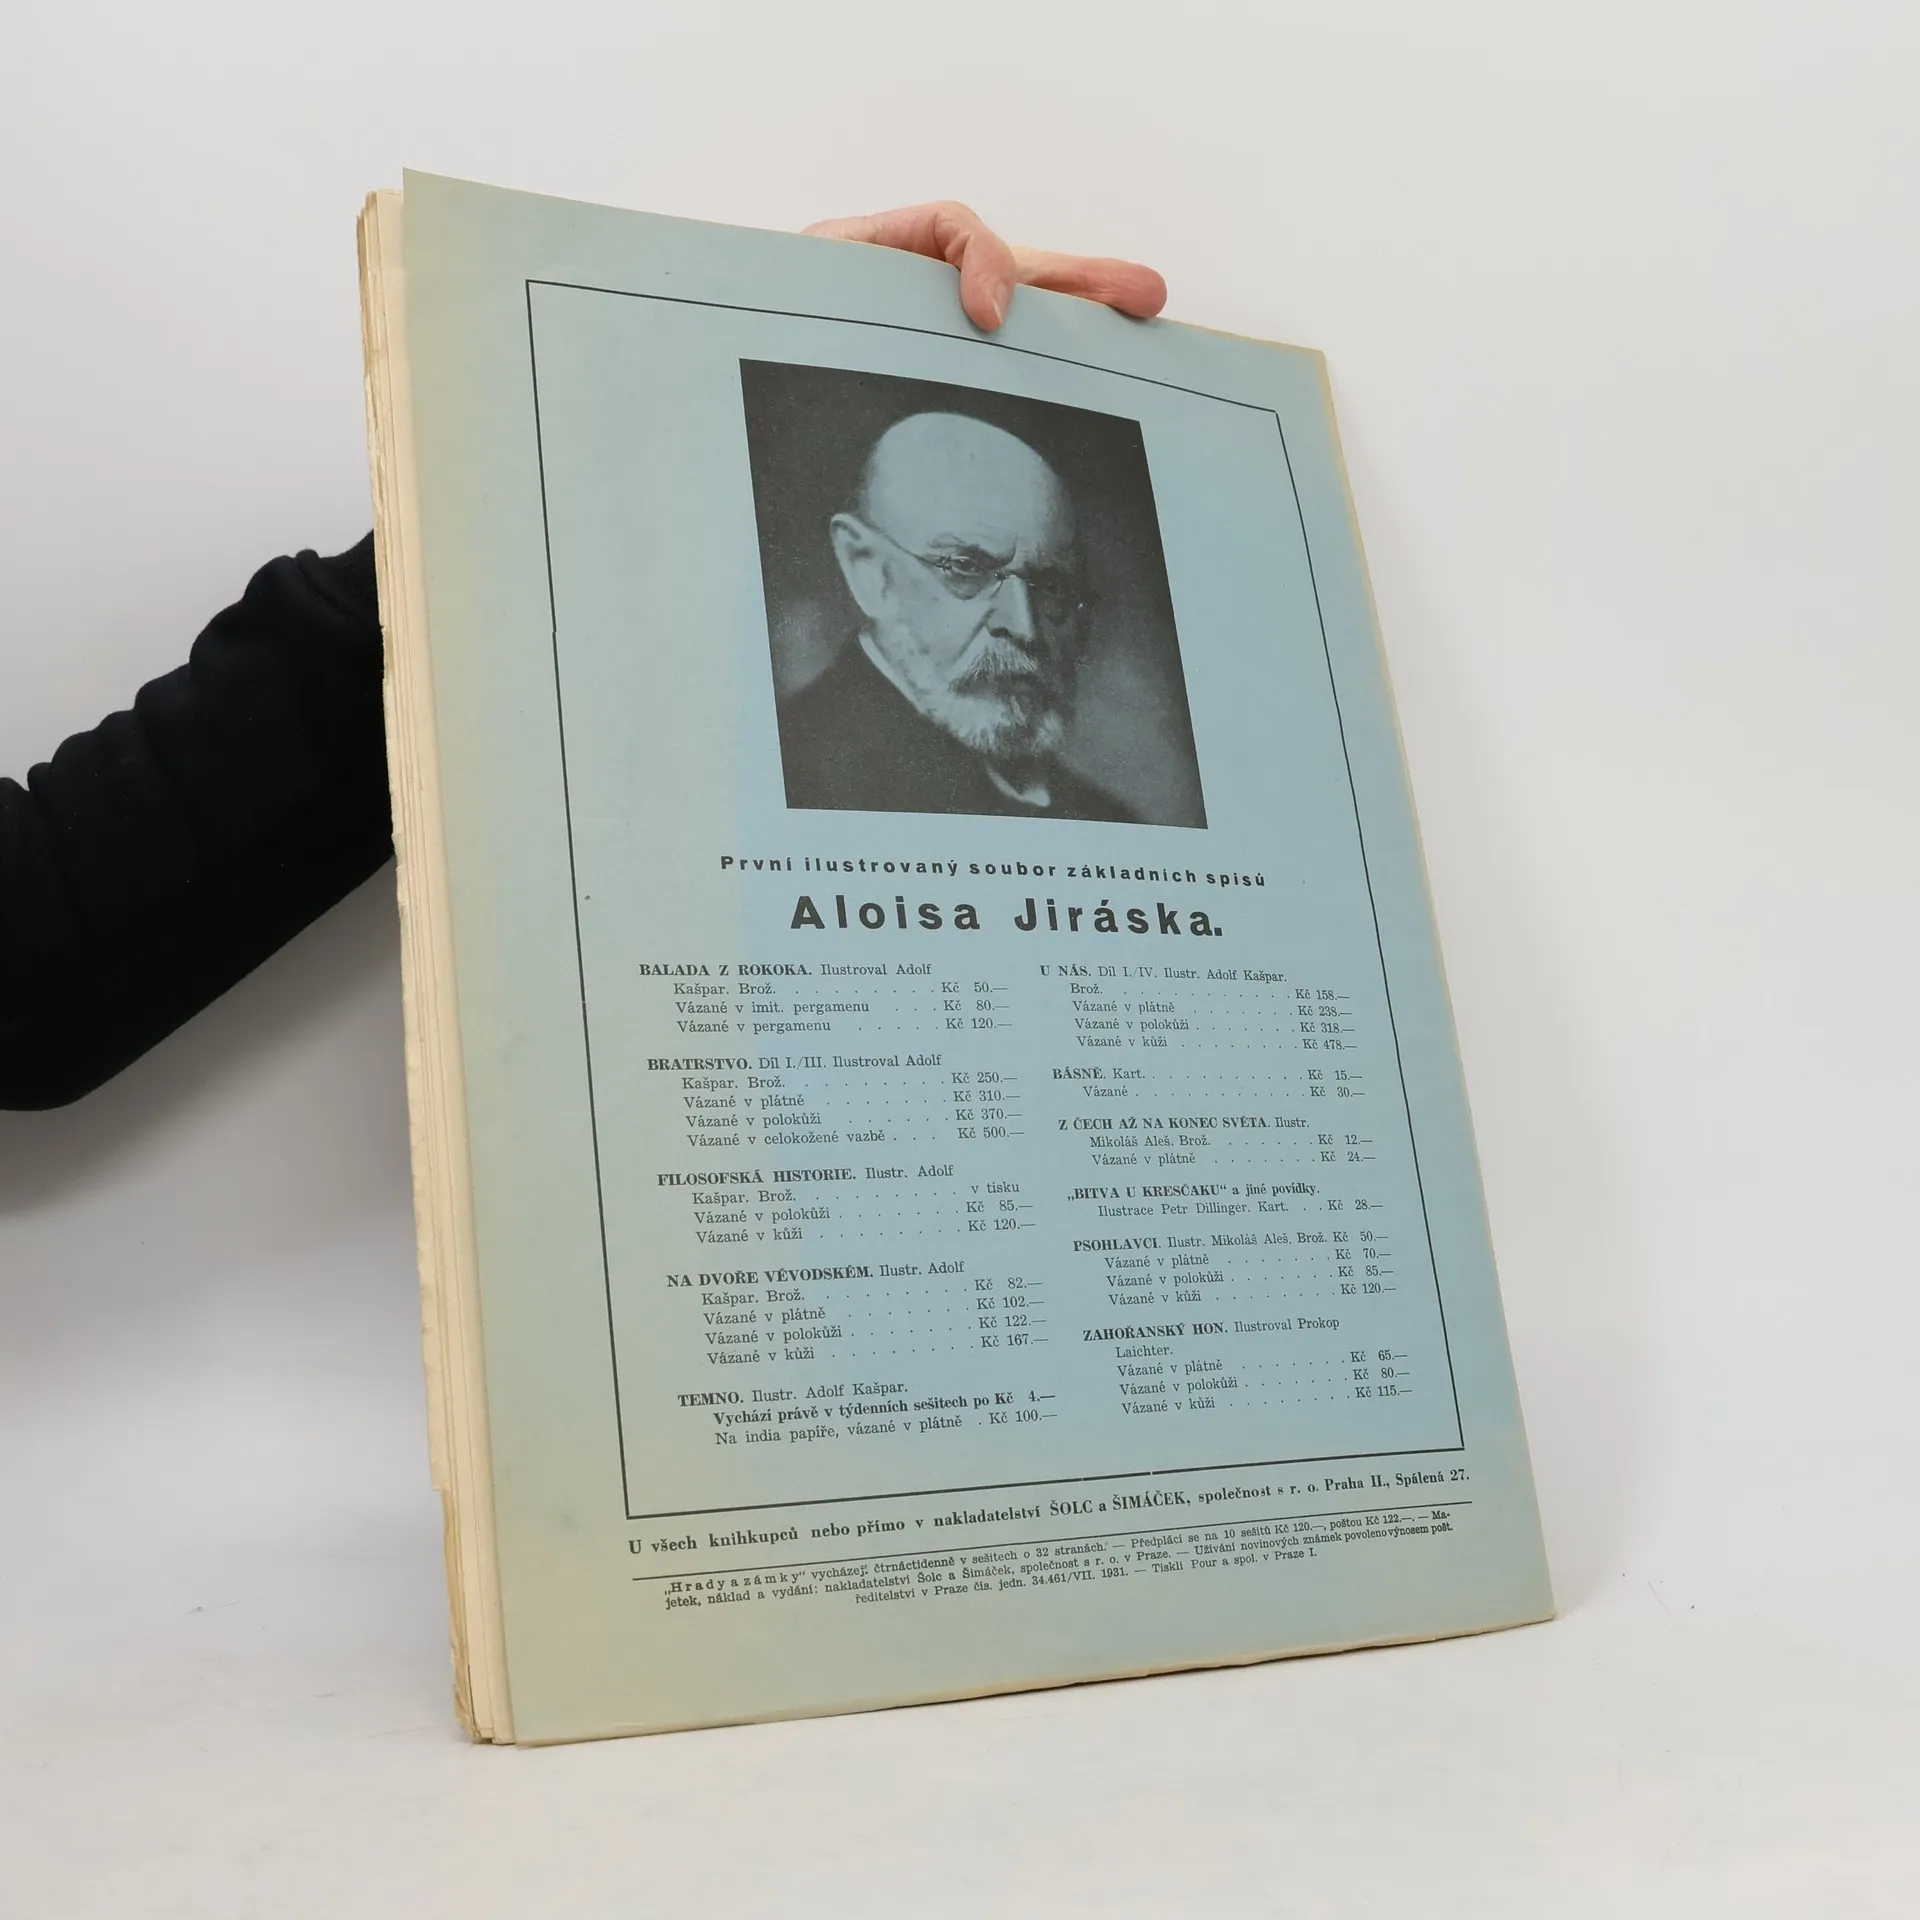 První ilustrovaný soubor základních spisů
Aloisa Jiráska.
BALADA Z ROKOKA. Ilustroval Adolf
Kašpar. Brož. . . . . . . . . Kč 50.—
Vázané v imit. pergamenu . . . Kč 80.—
Vázané v pergamenu . . . . . Kč 120.—
BRATRSTVO. Díl I./III. Ilustroval Adolf
Kašpar. Brož. . . . . . . . . Kč 250.—
Vázané v plátně . . . . . . . Kč 310.—
Vázané v polokůži . . . . . . Kč 370.—
Vázané v celokožené vazbě . . . Kč 500.—
FILOSOFSKÁ HISTORIE. Ilustr. Adolf
Kašpar. Brož. . . . . . . . . v tisku
Vázané v polokůži . . . . . . . Kč 85.—
Vázané v kůži . . . . . . . . Kč 120.—
NA DVOŘE VÉVODSKÉM. Ilustr. Adolf
Kašpar. Brož. . . . . . . . . Kč 82.—
Vázané v plátně . . . . . . . Kč 102.—
Vázané v polokůži . . . . . . . Kč 122.—
Vázané v kůži . . . . . . . . Kč 167.—
TEMNO. Ilustr. Adolf Kašpar.
Vychází právě v týdenních sešitech po Kč 4.—
Na india papíře, vázané v plátně . Kč 100.—
U NÁS. Díl I./IV. Ilustr. Adolf Kašpar.
Brož. . . . . . . . . . . . Kč 158.—
Vázané v plátně . . . . . . . Kč 238.—
Vázané v polokůži . . . . . . . Kč 318.—
Vázané v kůži . . . . . . . . Kč 478.—
BÁSNĚ. Kart. . . . . . . . . . . Kč 15.—
Vázané . . . . . . . . . . . Kč 30.—
Z ČECH AŽ NA KONEC SVĚTA. Ilustr.
Mikoláš Aleš. Brož. . . . . . . Kč 12.—
Vázané v plátně . . . . . . . Kč 24.—
„BITVA U KRESČAKU“ a jiné povídky.
Ilustrace Petr Dillinger. Kart. . . Kč 28.—
PSOHLAVCI. Ilustr. Mikoláš Aleš. Brož. Kč 50.—
Vázané v plátně . . . . . . . Kč 70.—
Vázané v polokůži . . . . . . . Kč 85.—
Vázané v kůži . . . . . . . . Kč 120.—
ZAHOŘANSKÝ HON. Ilustroval Prokop
Laichter.
Vázané v plátně . . . . . . . Kč 65.—
Vázané v polokůži . . . . . . . Kč 80.—
Vázané v kůži . . . . . . . . Kč 115.—
U všech knihkupců nebo přímo v nakladatelství ŠOLC a ŠIMÁČEK, společnost s r. o. Praha II., Spálená 27.
„Hrady a zámky“ vycházejí čtrnáctidenně v sešitech o 32 stranách. — Předplácí se na 10 sešitů Kč 120.—, poštou Kč 122.—. — Ma-
jetek, náklad a vydání: nakladatelství Šolc a Šimáček, společnost s r. o. v Praze. — Užívání novinových známek povoleno výnosem pošt.
ředitelství v Praze čís. jedn. 34.461/VII. 1931. — Tiskli Pour a spol. v Praze I.